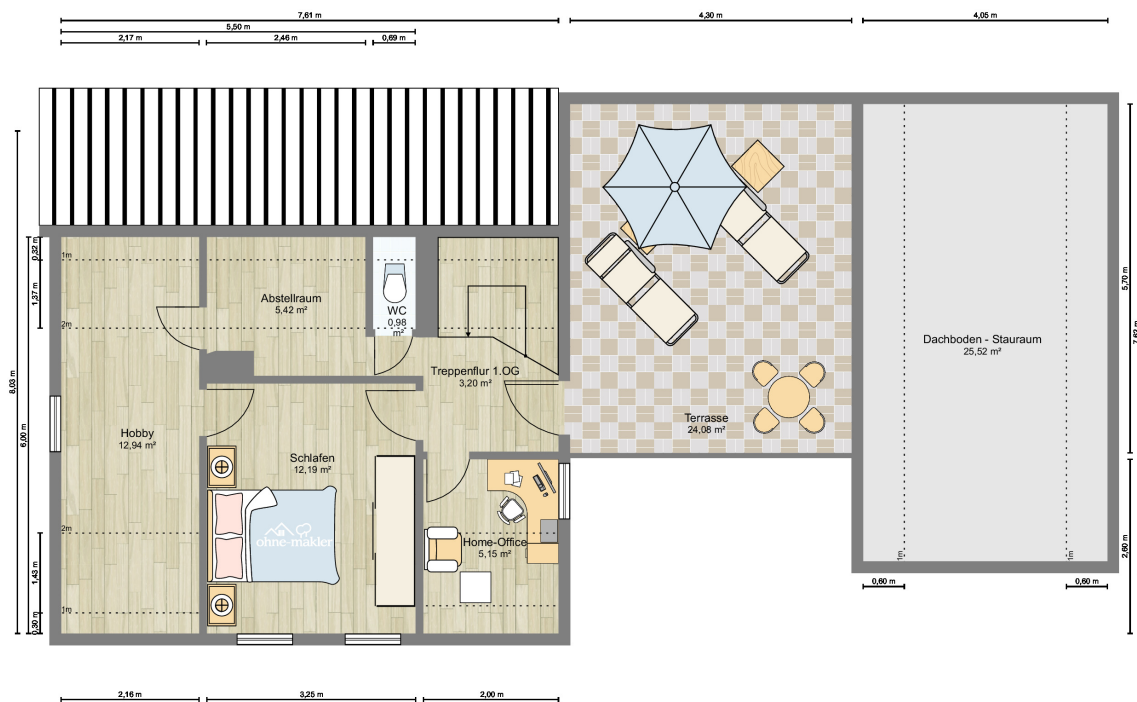 7,61 m
4,30 m
4,05 m
5,50 m
2,17 m
2,46 m
0,69 m
0,32 m
1m
1,37 m
2m
Abstellraum
5,42 m²
WC
0,98
m²
Treppenflur 1.OG
3,20 m²
8,03 m
6,00 m
Hobby
12,94 m²
Schlafen
12,19 m²
Terrasse
24,08 m²
Dachboden - Stauraum
25,52 m²
5,70 m
7,62 m
ohne-makler
Home-Office
5,15 m²
2m
1,43 m
1m
0,30 m
1m
1m
0,60 m
0,60 m
2,60 m
2,16 m
3,25 m
2,00 m